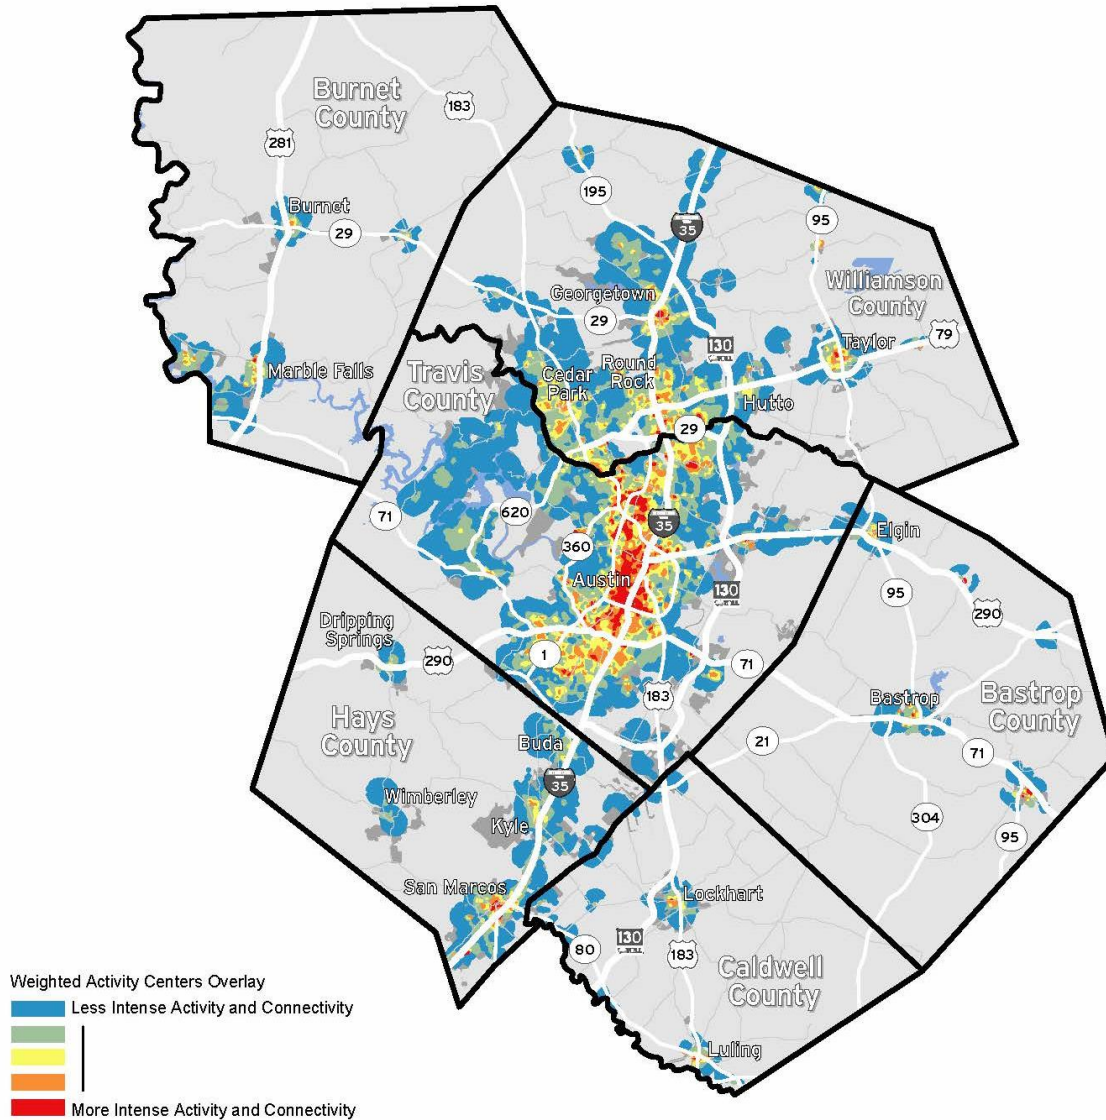 Burnet
County
183
281
195
35
95
Burnet
29
Williamson
County
Georgetown
29
130
79
Taylor
Marble Falls
Travis
County
Cedar
Park
Round
Rock
Hutto
29
71
620
35
360
Elgin
Austin
130
95
290
Dripping
Springs
290
1
71
183
Bastrop
Bastrop
County
Hays
County
Buda
21
71
35
Wimberley
Kyle
304
95
San Marcos
Lockhart
80
130
183
Caldwell
County
Luling
Weighted Activity Centers Overlay
Less Intense Activity and Connectivity
More Intense Activity and Connectivity